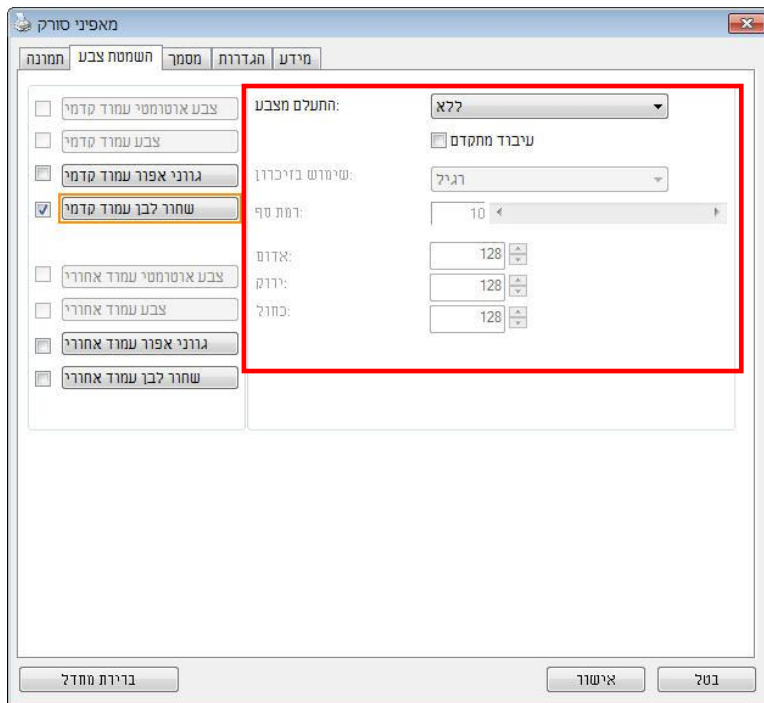 מאפיני סורק
תמונה
השמטת צבע
מסמך
הגדרות
מידע
צבע אוטומטי עמוד קדמי
צבע עמוד קדמי
גווני אפור עמוד קדמי
שחור לבן עמוד קדמי
צבע אוטומטי עמוד אחורי
צבע עמוד אחורי
גווני אפור עמוד אחורי
שחור לבן עמוד אחורי
התעלם מצבע:
ללא
עיבוד מתקדם
שימוש בזיכרון:
רגיל
רמת סף:
10
אדום:
128
ירוק:
128
כחול:
128
ברירת מחדל
אישור
בטל